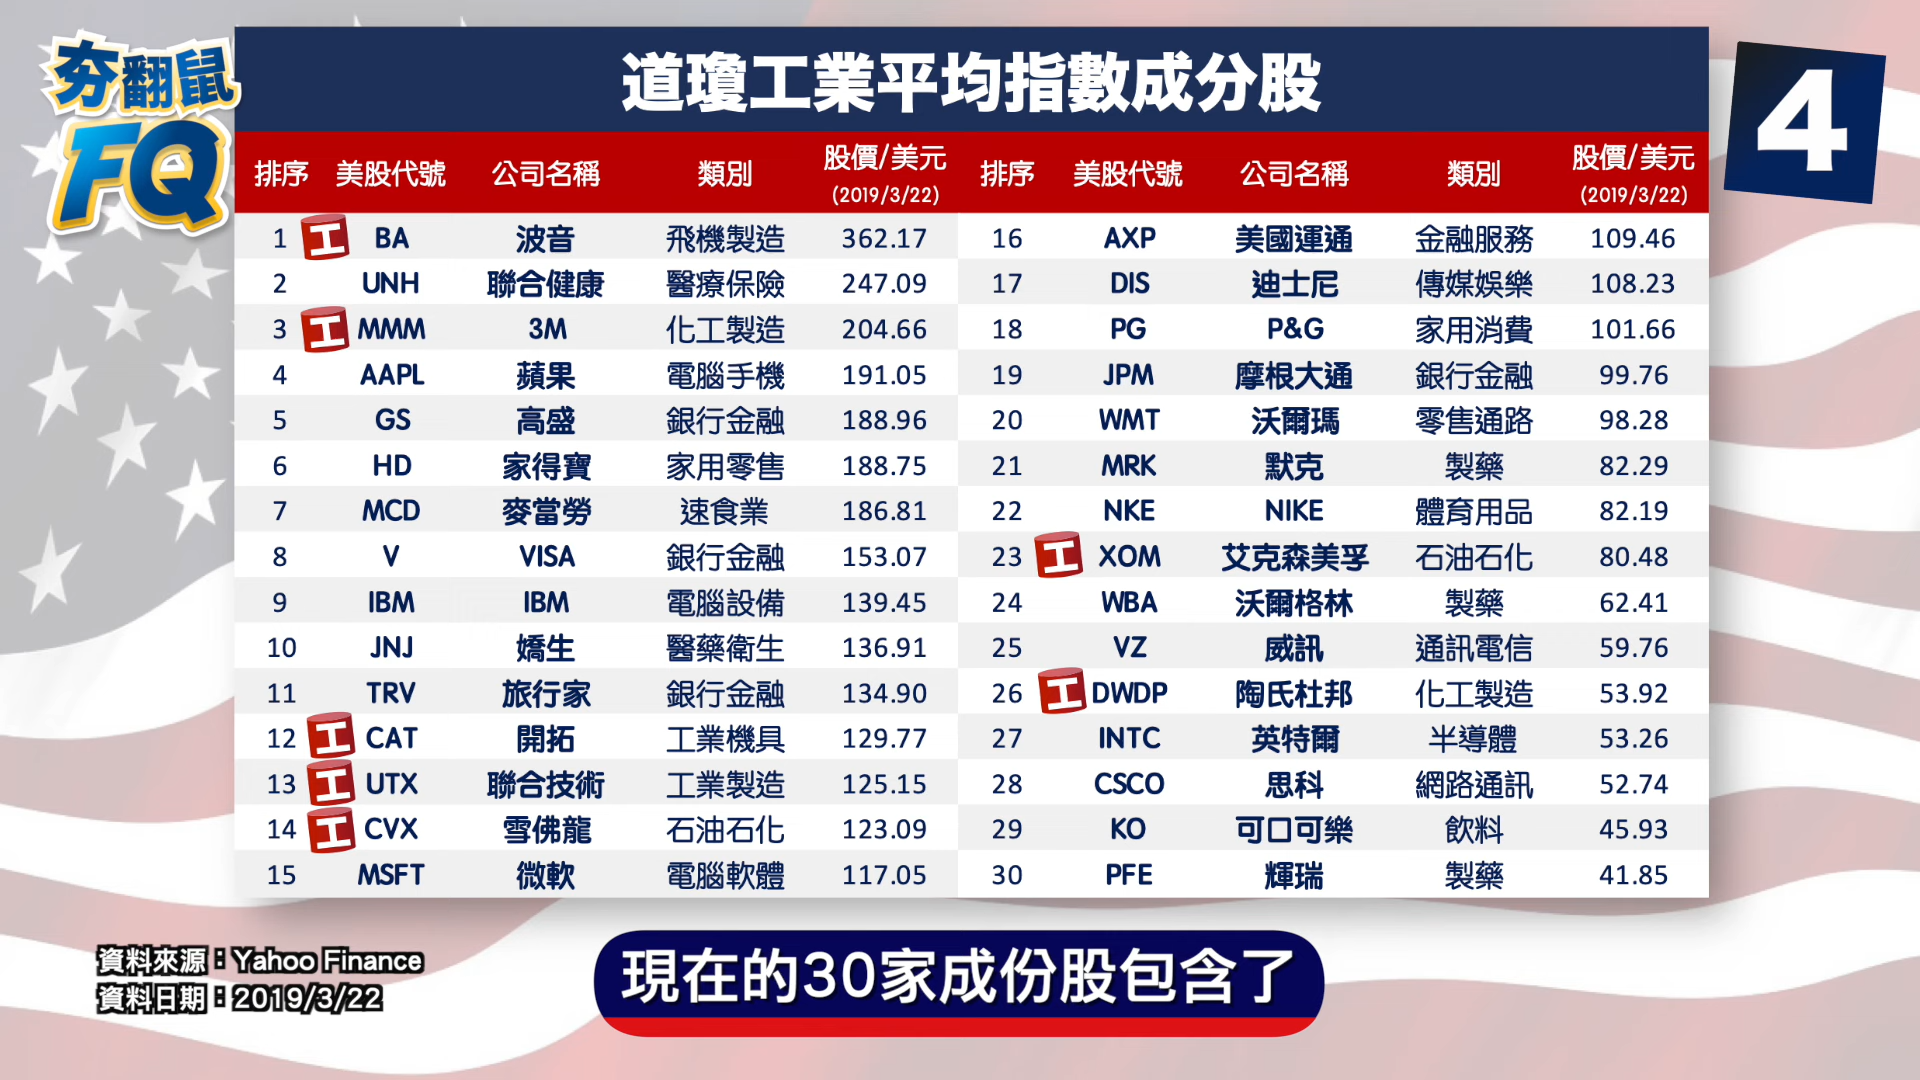 夯翻鼠
FQ
道瓊工業平均指數成分股
4
排序 美股代號 公司名稱 類別 股價/美元 (2019/3/22) 排序 美股代號 公司名稱 類別 股價/美元 (2019/3/22)
1 工 BA 波音 飛機製造 362.17 16 AXP 美國運通 金融服務 109.46
2 UNH 聯合健康 醫療保險 247.09 17 DIS 迪士尼 傳媒娛樂 108.23
3 工 MMM 3M 化工製造 204.66 18 PG P&G 家用消費 101.66
4 AAPL 蘋果 電腦手機 191.05 19 JPM 摩根大通 銀行金融 99.76
5 GS 高盛 銀行金融 188.96 20 WMT 沃爾瑪 零售通路 98.28
6 HD 家得寶 家用零售 188.75 21 MRK 默克 製藥 82.29
7 MCD 麥當勞 速食業 186.81 22 NKE NIKE 體育用品 82.19
8 V VISA 銀行金融 153.07 23 工 XOM 艾克森美孚 石油石化 80.48
9 IBM IBM 電腦設備 139.45 24 WBA 沃爾格林 製藥 62.41
10 JNJ 嬌生 醫藥衛生 136.91 25 VZ 威訊 通訊電信 59.76
11 TRV 旅行家 銀行金融 134.90 26 工 DWDP 陶氏杜邦 化工製造 53.92
12 工 CAT 開拓 工業機具 129.77 27 INTC 英特爾 半導體 53.26
13 工 UTX 聯合技術 工業製造 125.15 28 CSCO 思科 網路通訊 52.74
14 工 CVX 雪佛龍 石油石化 123.09 29 KO 可口可樂 飲料 45.93
15 MSFT 微軟 電腦軟體 117.05 30 PFE 輝瑞 製藥 41.85
資料來源：Yahoo Finance
資料日期：2019/3/22
現在的30家成份股包含了